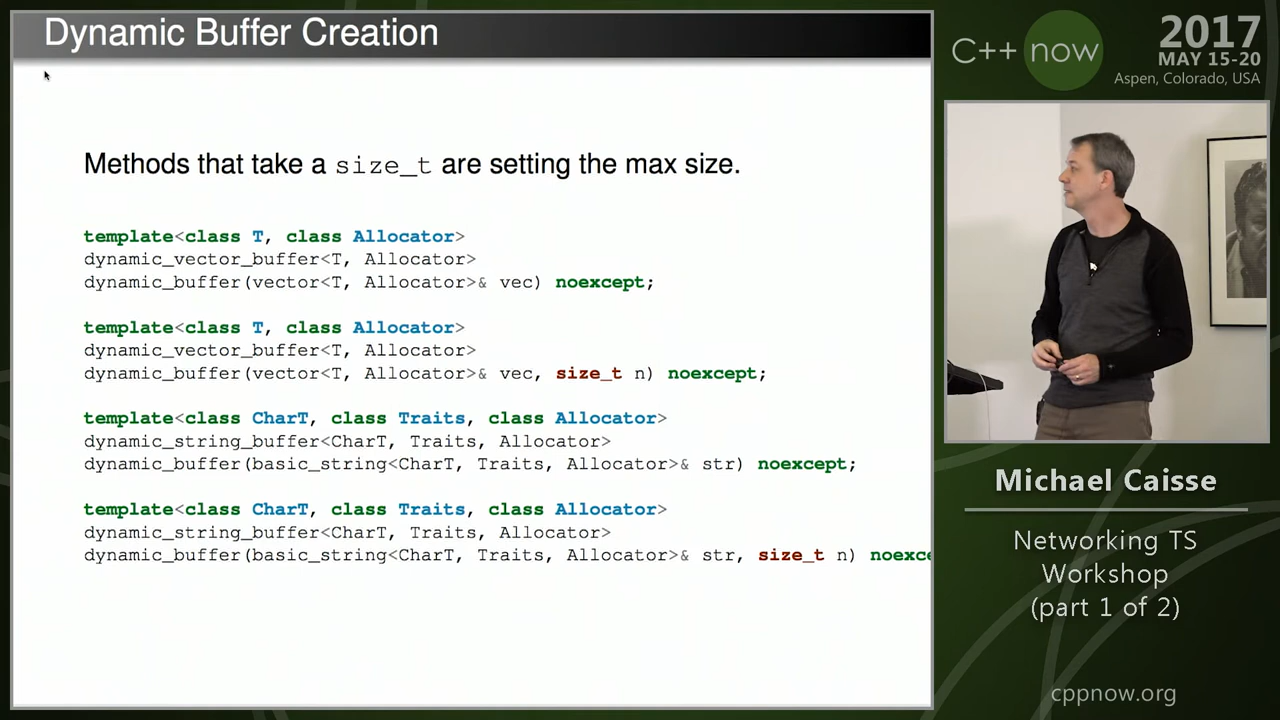 Dynamic Buffer Creation
Methods that take a size_t are setting the max size.
template<class T, class Allocator>
dynamic_vector_buffer<T, Allocator>
dynamic_buffer(vector<T, Allocator>& vec) noexcept;
template<class T, class Allocator>
dynamic_vector_buffer<T, Allocator>
dynamic_buffer(vector<T, Allocator>& vec, size_t n) noexcept;
template<class CharT, class Traits, class Allocator>
dynamic_string_buffer<CharT, Traits, Allocator>
dynamic_buffer(basic_string<CharT, Traits, Allocator>& str) noexcept;
template<class CharT, class Traits, class Allocator>
dynamic_string_buffer<CharT, Traits, Allocator>
dynamic_buffer(basic_string<CharT, Traits, Allocator>& str, size_t n) noexce
C++ now
2017
MAY 15-20
Aspen, Colorado, USA
Michael Caisse
Networking TS
Workshop
(part 1 of 2)
cppnow.org